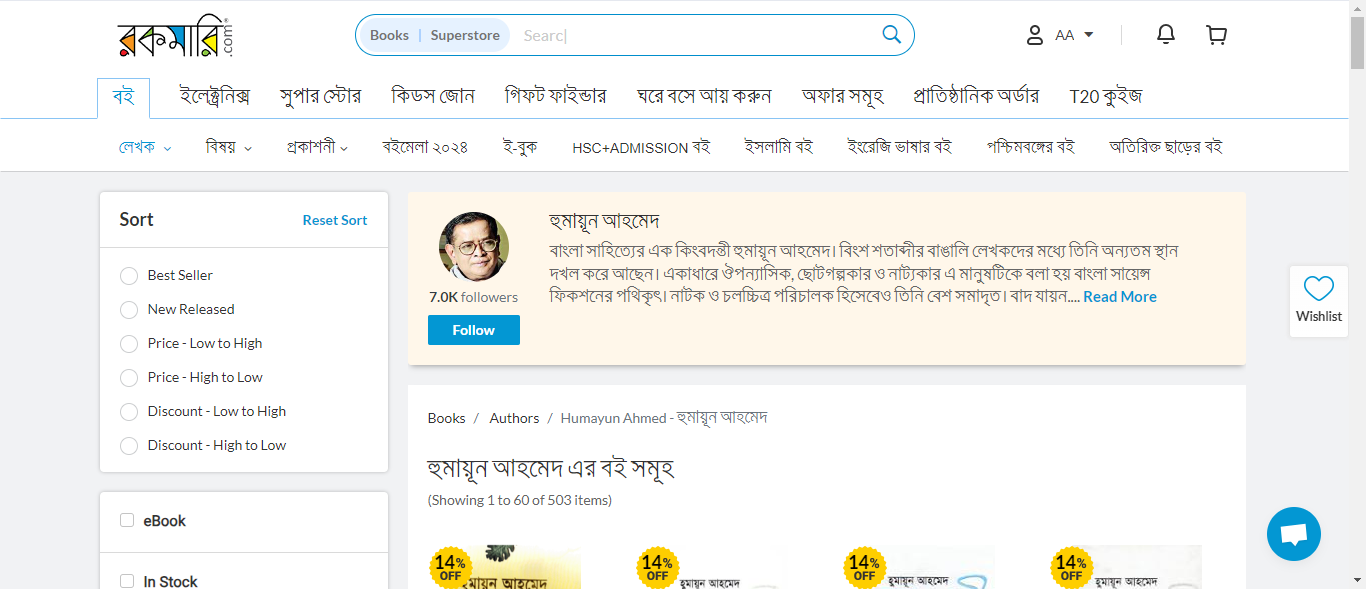 রকমারি.com
Books | Superstore Searc
AA
বই ইলেক্ট্রনিক্স সুপার স্টোর কিডস জোন গিফট ফাইন্ডার ঘরে বসে আয় করুন অফার সমূহ প্রাতিষ্ঠানিক অর্ডার T20 কুইজ
লেখক বিষয় প্রকাশনী বইমেলা ২০২৪ ই-বুক HSC+ADMISSION বই ইসলামি বই ইংরেজি ভাষার বই পশ্চিমবঙ্গের বই অতিরিক্ত ছাড়ের বই
Sort Reset Sort
Best Seller
New Released
Price - Low to High
Price - High to Low
Discount - Low to High
Discount - High to Low
eBook
In Stock
7.0K followers
Follow
হুমায়ূন আহমেদ
বাংলা সাহিত্যের এক কিংবদন্তী হুমায়ূন আহমেদ। বিংশ শতাব্দীর বাঙালি লেখকদের মধ্যে তিনি অন্যতম স্থান
দখল করে আছেন। একাধারে ঔপন্যাসিক, ছোটগল্পকার ও নাট্যকার এ মানুষটিকে বলা হয় বাংলা সায়েন্স
ফিকশনের পথিকৃৎ। নাটক ও চলচ্চিত্র পরিচালক হিসেবেও তিনি বেশ সমাদৃত। বাদ যায়ন.... Read More
Wishlist
Books / Authors / Humayun Ahmed - হুমায়ূন আহমেদ
হুমায়ূন আহমেদ এর বই সমূহ
(Showing 1 to 60 of 503 items)
14% OFF
হুমায়ূন আহমেদ
14% OFF
হুমায়ূন আহমেদ
14% OFF
হুমায়ূন আহমেদ
14% OFF
হুমায়ূন আহমেদ